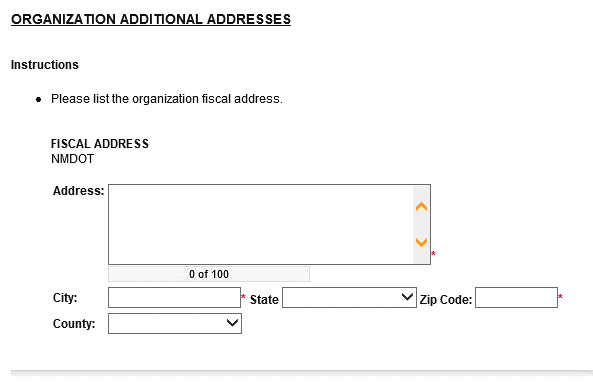 ORGANIZATION ADDITIONAL ADDRESSES
Instructions
● Please list the organization fiscal address.
FISCAL ADDRESS
NMDOT
Address: *
0 of 100
City: * State Zip Code: *
County: